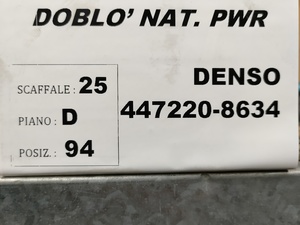 DOBLO' NAT. PWR
SCAFFALE : 25
PIANO : D
POSIZ. : 94
DENSO
447220-8634